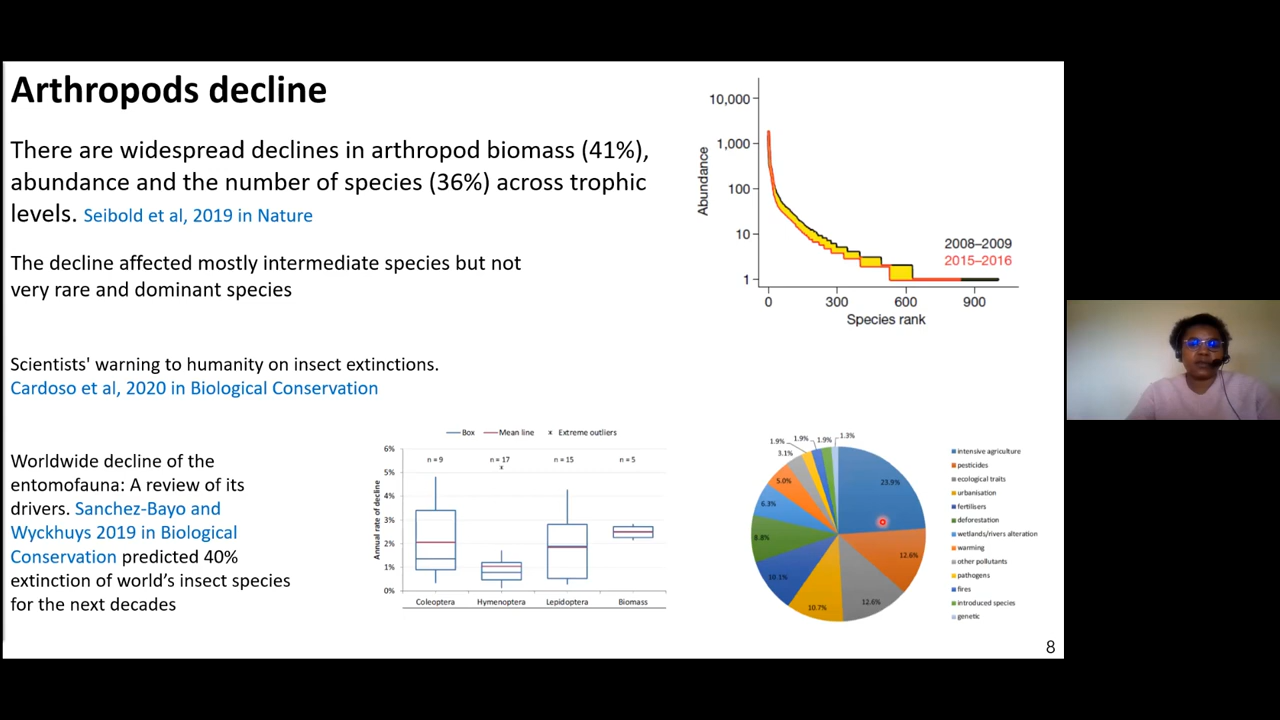 Arthropods decline
There are widespread declines in arthropod biomass (41%),
abundance and the number of species (36%) across trophic
levels. Seibold et al, 2019 in Nature
The decline affected mostly intermediate species but not
very rare and dominant species
Scientists' warning to humanity on insect extinctions.
Cardoso et al, 2020 in Biological Conservation
Worldwide decline of the
entomofauna: A review of its
drivers. Sanchez-Bayo and
Wyckhuys 2019 in Biological
Conservation predicted 40%
extinction of world's insect species
for the next decades
10,000
1,000
100
10
1
Abundance
2008–2009
2015–2016
0 300 600 900
Species rank
Box Mean line x Extreme outliers
6%
5%
4%
3%
2%
1%
0%
Annual rate of decline
n = 9 n = 17 n = 15 n = 5
x
Coleoptera Hymenoptera Lepidoptera Biomass
23.9%
12.6%
12.6%
10.7%
10.1%
8.8%
6.3%
5.0%
3.1%
1.9%
1.9%
1.9%
1.3%
intensive agriculture
pesticides
ecological traits
urbanisation
fertilisers
deforestation
wetlands/rivers alteration
warming
other pollutants
pathogens
fires
introduced species
genetic
8